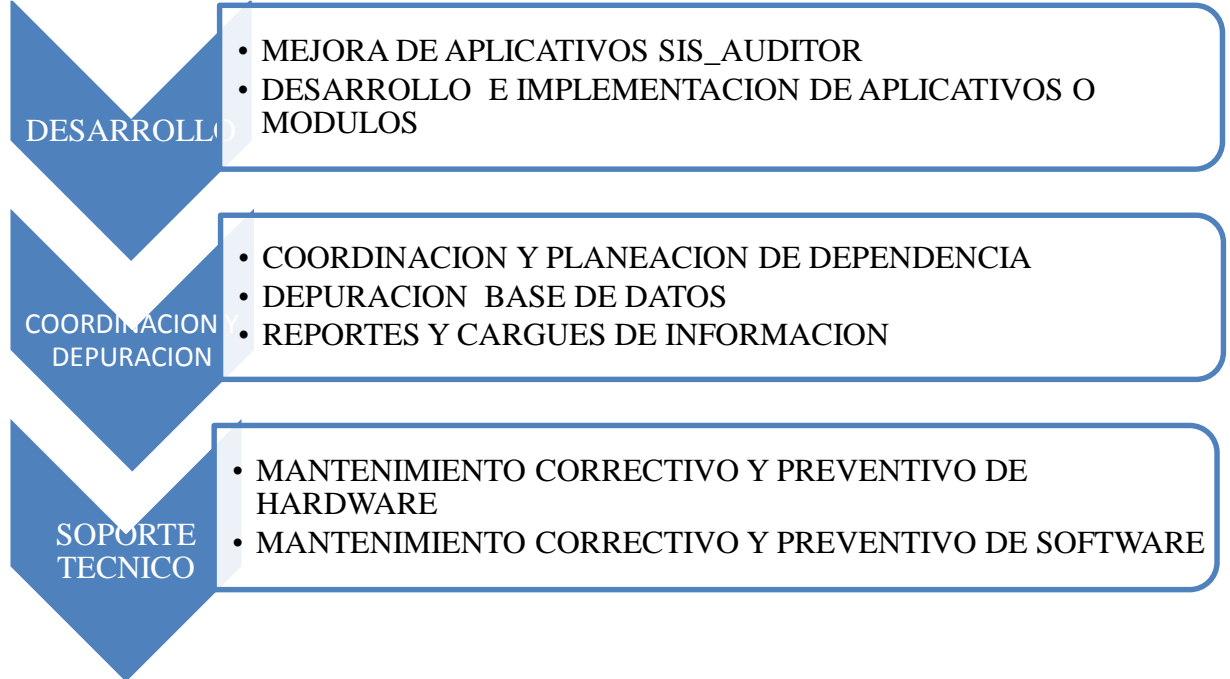 DESARROLLO
• MEJORA DE APLICATIVOS SIS_AUDITOR
• DESARROLLO E IMPLEMENTACION DE APLICATIVOS O
MODULOS
COORDINACION Y
DEPURACION
• COORDINACION Y PLANEACION DE DEPENDENCIA
• DEPURACION BASE DE DATOS
• REPORTES Y CARGUES DE INFORMACION
SOPORTE
TECNICO
• MANTENIMIENTO CORRECTIVO Y PREVENTIVO DE
HARDWARE
• MANTENIMIENTO CORRECTIVO Y PREVENTIVO DE SOFTWARE